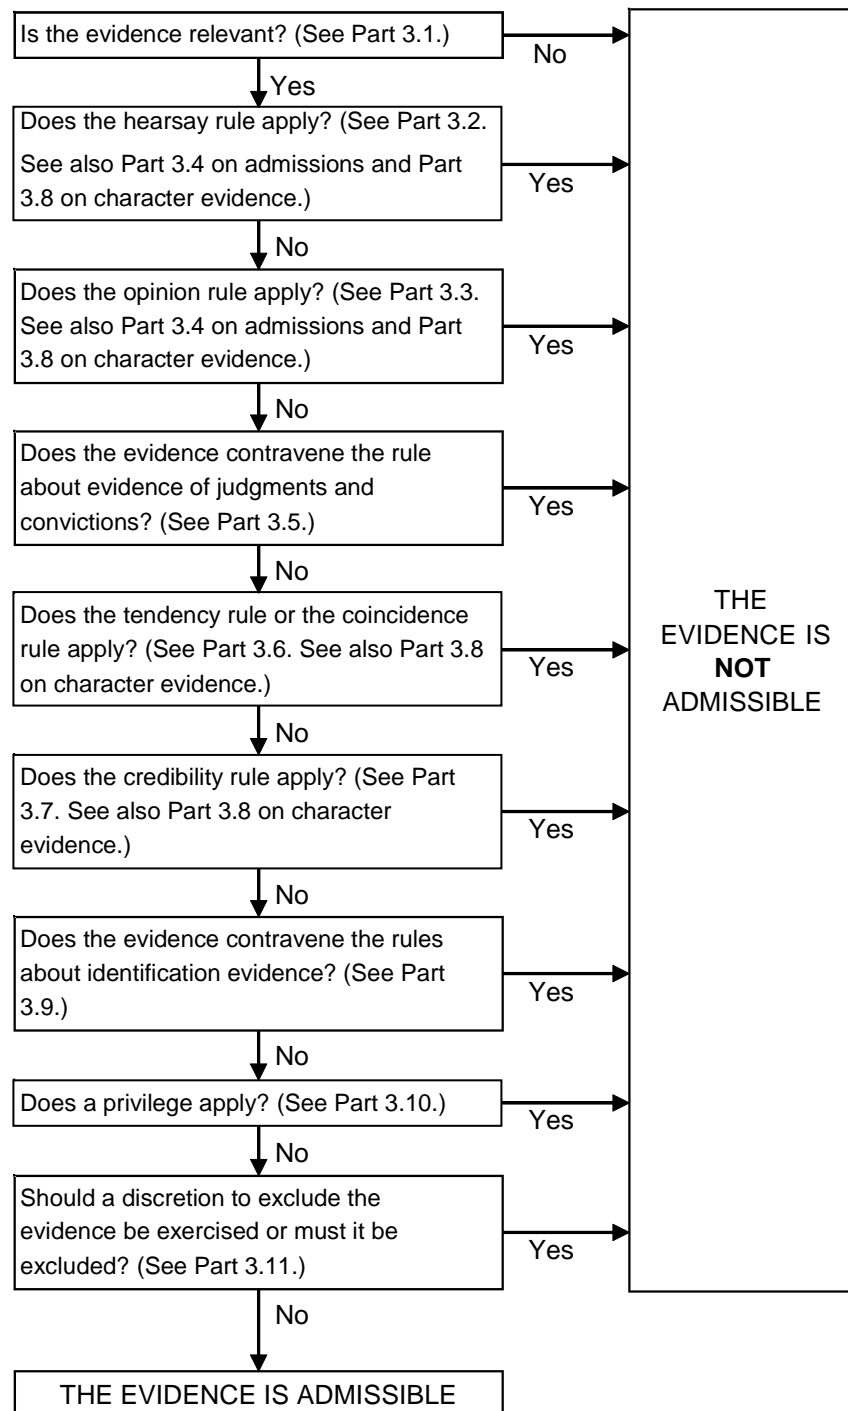 Is the evidence relevant? (See Part 3.1.)
No
Yes
Does the hearsay rule apply? (See Part 3.2.
See also Part 3.4 on admissions and Part
3.8 on character evidence.)
Yes
No
Does the opinion rule apply? (See Part 3.3.
See also Part 3.4 on admissions and Part
3.8 on character evidence.)
Yes
No
Does the evidence contravene the rule
about evidence of judgments and
convictions? (See Part 3.5.)
Yes
No
Does the tendency rule or the coincidence
rule apply? (See Part 3.6. See also Part 3.8
on character evidence.)
Yes
No
Does the credibility rule apply? (See Part
3.7. See also Part 3.8 on character
evidence.)
Yes
No
Does the evidence contravene the rules
about identification evidence? (See Part
3.9.)
Yes
No
Does a privilege apply? (See Part 3.10.)
Yes
No
Should a discretion to exclude the
evidence be exercised or must it be
excluded? (See Part 3.11.)
Yes
No
THE EVIDENCE IS ADMISSIBLE
THE
EVIDENCE IS
NOT
ADMISSIBLE